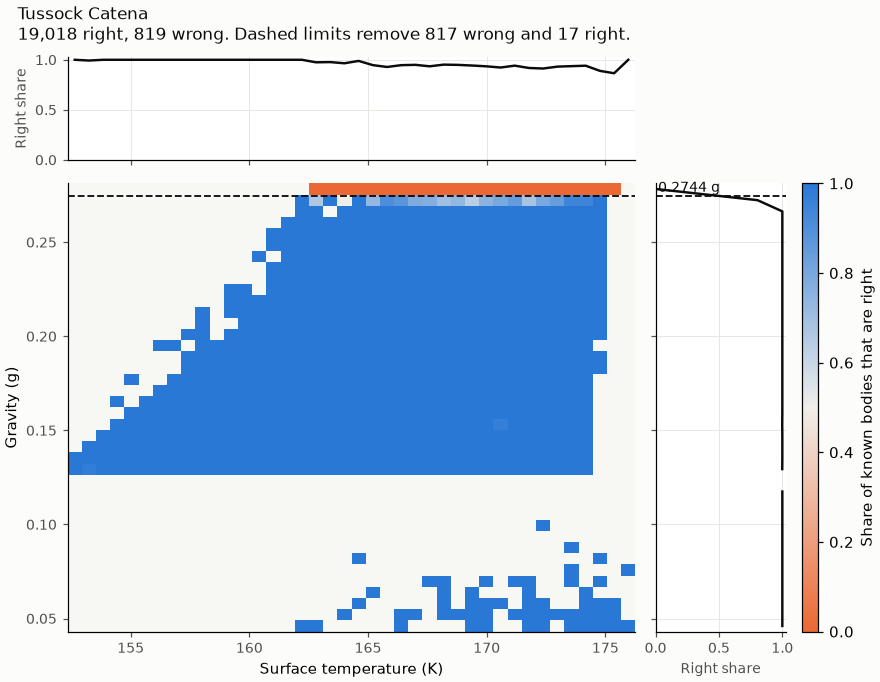 Tussock Catena
19,018 right, 819 wrong. Dashed limits remove 817 wrong and 17 right.
Right share
1.0
0.5
0.0
0.2744 g
Gravity (g)
0.25
0.20
0.15
0.10
0.05
155
160
165
170
175
Surface temperature (K)
0.0
0.5
1.0
Right share
1.0
0.8
0.6
0.4
0.2
0.0
Share of known bodies that are right